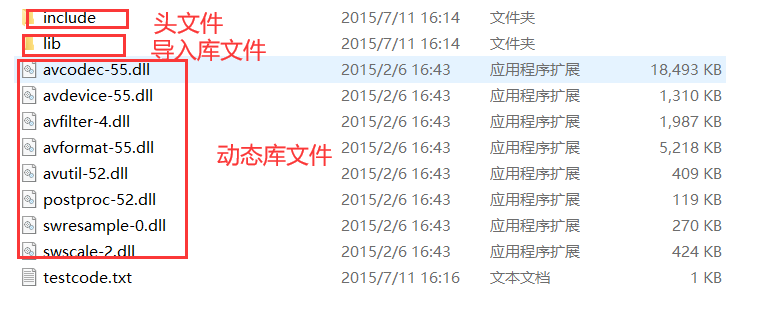 include 2015/7/11 16:14 文件夹
头文件
lib 2015/7/11 16:14 文件夹
导入库文件
avcodec-55.dll 2015/2/6 16:43 应用程序扩展 18,493 KB
avdevice-55.dll 2015/2/6 16:43 应用程序扩展 1,310 KB
avfilter-4.dll 2015/2/6 16:43 应用程序扩展 1,987 KB
avformat-55.dll 2015/2/6 16:43 应用程序扩展 5,218 KB
动态库文件
avutil-52.dll 2015/2/6 16:43 应用程序扩展 409 KB
postproc-52.dll 2015/2/6 16:43 应用程序扩展 119 KB
swresample-0.dll 2015/2/6 16:43 应用程序扩展 270 KB
swscale-2.dll 2015/2/6 16:43 应用程序扩展 424 KB
testcode.txt 2015/7/11 16:16 文本文档 1 KB